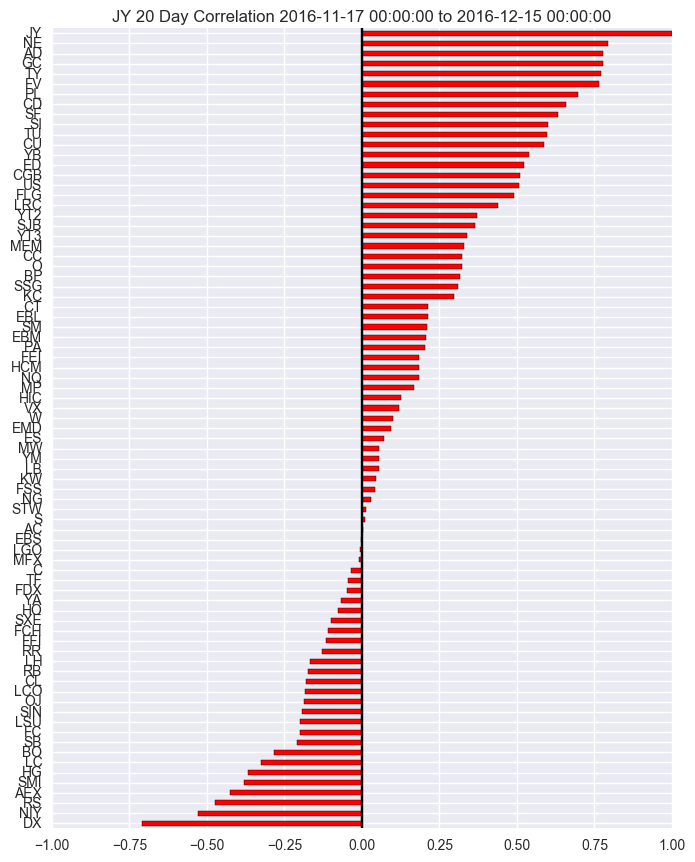 JY 20 Day Correlation 2016-11-17 00:00:00 to 2016-12-15 00:00:00
JY
NE
AD
GC
TY
FV
PL
CD
SF
SI
TU
CU
YB
ED
CGB
US
FLG
LRC
YT2
SJB
YT3
MEM
CC
O
BP
SSG
KC
CT
EBL
SM
EBM
PA
HCM
NQ
MP
HIC
VX
W
EMD
ES
MW
YM
LB
KW
FSS
NG
STW
S
AC
EBS
LGO
MFX
C
TF
FDX
YA
HO
SXE
FCH
RR
LH
RB
CL
LCO
OJ
SIN
LSU
FC
SB
BO
LC
HG
SMI
AEX
RS
NIY
DX
−1.00 −0.75 −0.50 −0.25 0.00 0.25 0.50 0.75 1.00